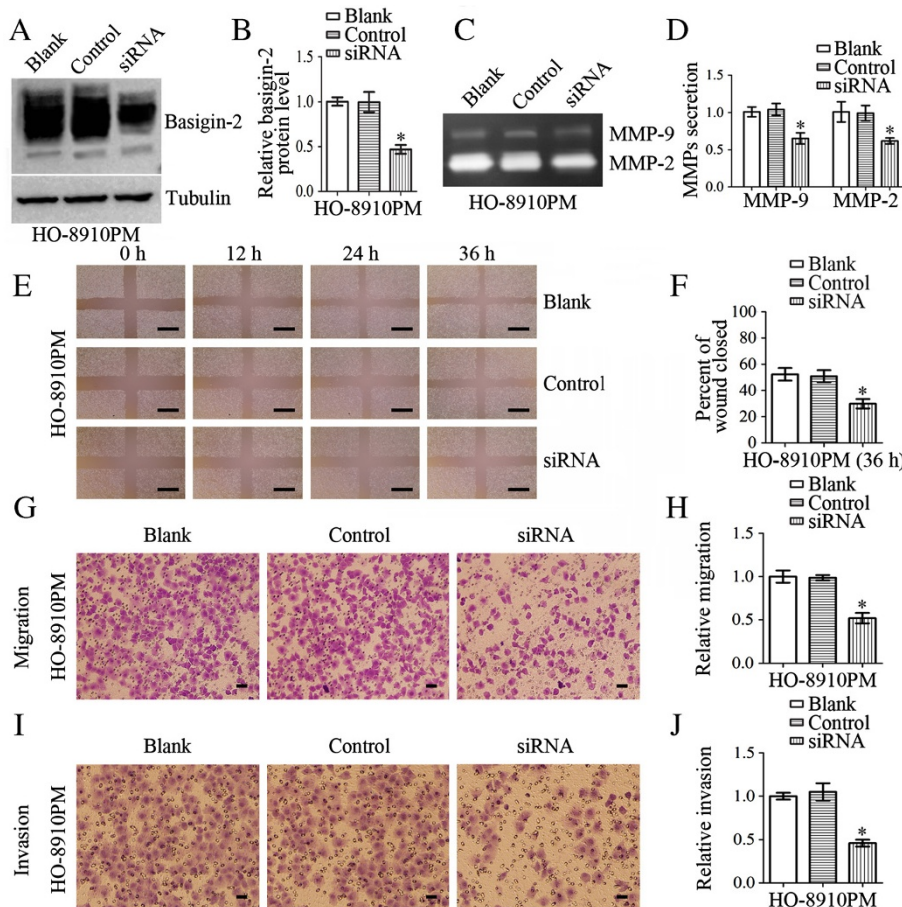 A
Blank
Control
siRNA
Basigin-2
Tubulin
HO-8910PM
B
Blank
Control
siRNA
Relative basigin-2
protein level
1.5
1.0
0.5
0.0
*
HO-8910PM
C
Blank
Control
siRNA
MMP-9
MMP-2
HO-8910PM
D
Blank
Control
siRNA
MMPs secretion
1.5
1.0
0.5
0.0
*
*
MMP-9
MMP-2
E
0 h
12 h
24 h
36 h
HO-8910PM
Blank
Control
siRNA
F
Blank
Control
siRNA
Percent of
wound closed
100
80
60
40
20
0
*
HO-8910PM (36 h)
G
Blank
Control
siRNA
Migration
HO-8910PM
H
Blank
Control
siRNA
Relative migration
1.5
1.0
0.5
0.0
*
HO-8910PM
I
Blank
Control
siRNA
Invasion
HO-8910PM
J
Blank
Control
siRNA
Relative invasion
1.5
1.0
0.5
0.0
*
HO-8910PM